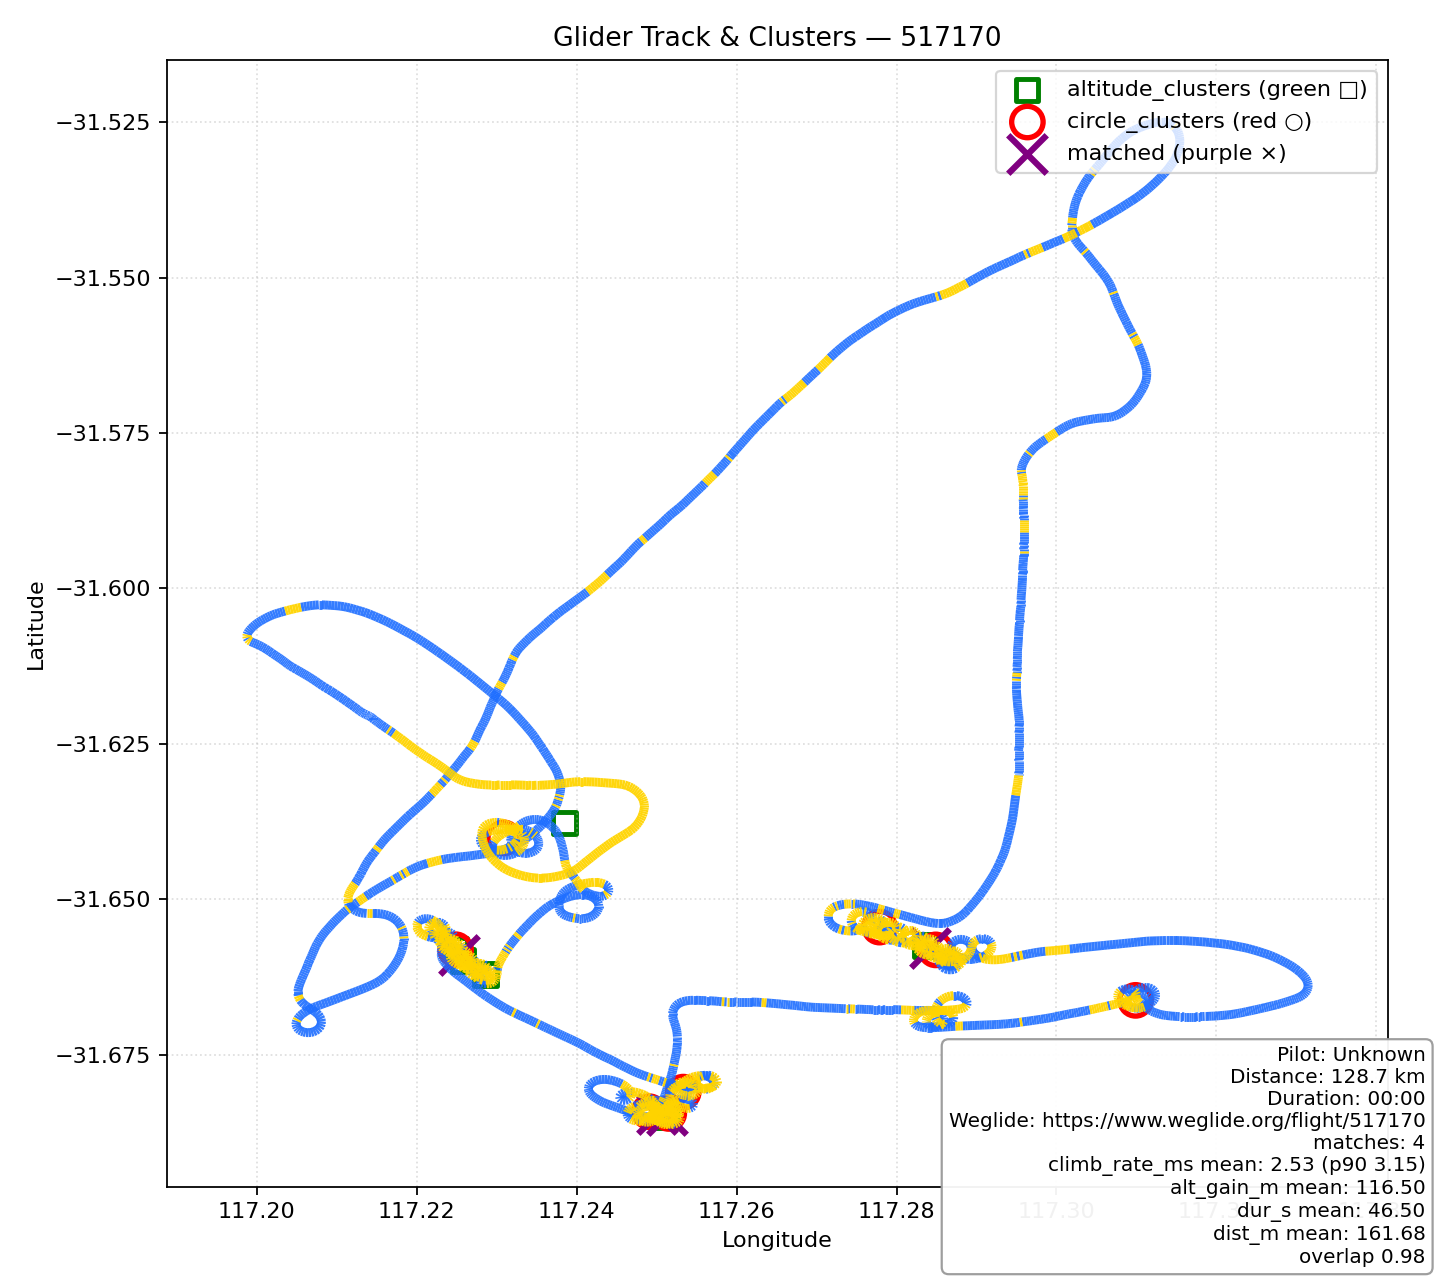 Glider Track & Clusters — 517170
altitude_clusters (green □)
circle_clusters (red ○)
matched (purple ×)
−31.525
−31.550
−31.575
−31.600
−31.625
−31.650
−31.675
Latitude
117.20
117.22
117.24
117.26
117.28
117.30
Longitude
Pilot: Unknown
Distance: 128.7 km
Duration: 00:00
Weglide: https://www.weglide.org/flight/517170
matches: 4
climb_rate_ms mean: 2.53 (p90 3.15)
alt_gain_m mean: 116.50
dur_s mean: 46.50
dist_m mean: 161.68
overlap 0.98